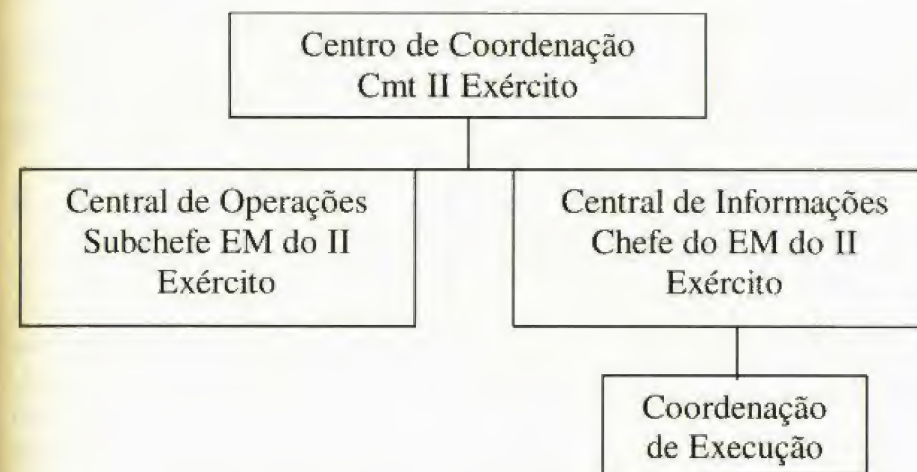 Centro de Coordenação
Cmt II Exército
Central de Operações
Subchefe EM do II
Exército
Central de Informações
Chefe do EM do II
Exército
Coordenação
de Execução